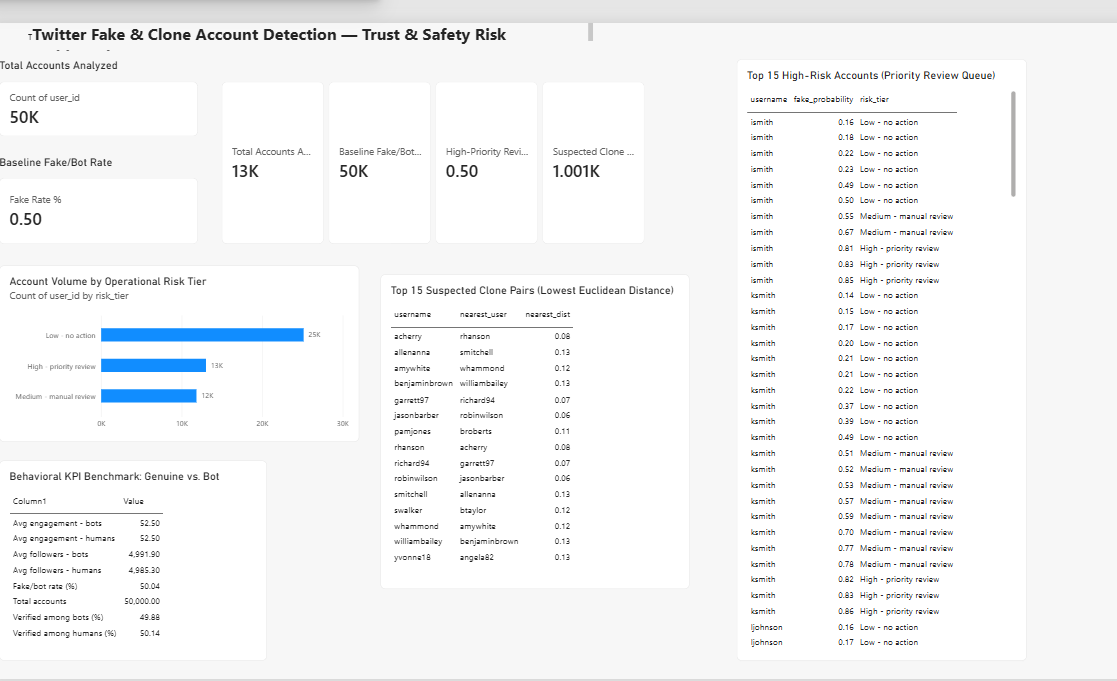 Twitter Fake & Clone Account Detection — Trust & Safety Risk
Total Accounts Analyzed
Count of user_id
50K
Baseline Fake/Bot Rate
Fake Rate %
0.50
Total Accounts A...
13K
Baseline Fake/Bot...
50K
High-Priority Revi...
0.50
Suspected Clone ...
1.001K
Account Volume by Operational Risk Tier
Count of user_id by risk_tier
Low - no action 25K
High - priority review 13K
Medium - manual review 12K
0K 10K 20K 30K
Behavioral KPI Benchmark: Genuine vs. Bot
Column1 Value
Avg engagement - bots 52.50
Avg engagement - humans 52.50
Avg followers - bots 4,991.90
Avg followers - humans 4,985.30
Fake/bot rate (%) 50.04
Total accounts 50,000.00
Verified among bots (%) 49.88
Verified among humans (%) 50.14
Top 15 Suspected Clone Pairs (Lowest Euclidean Distance)
username nearest_user nearest_dist
acherry rhanson 0.08
allenanna smitchell 0.13
amywhite whammond 0.12
benjaminbrown williambailey 0.13
garrett97 richard94 0.07
jasonbarber robinwilson 0.06
pamjones broberts 0.11
rhanson acherry 0.08
richard94 garrett97 0.07
robinwilson jasonbarber 0.06
smitchell allenanna 0.13
swalker btaylor 0.12
whammond amywhite 0.12
williambailey benjaminbrown 0.13
yvonne18 angela82 0.13
Top 15 High-Risk Accounts (Priority Review Queue)
username fake_probability risk_tier
ismith 0.16 Low - no action
ismith 0.18 Low - no action
ismith 0.22 Low - no action
ismith 0.23 Low - no action
ismith 0.49 Low - no action
ismith 0.50 Low - no action
ismith 0.55 Medium - manual review
ismith 0.67 Medium - manual review
ismith 0.81 High - priority review
ismith 0.83 High - priority review
ismith 0.85 High - priority review
ksmith 0.14 Low - no action
ksmith 0.15 Low - no action
ksmith 0.17 Low - no action
ksmith 0.20 Low - no action
ksmith 0.21 Low - no action
ksmith 0.21 Low - no action
ksmith 0.22 Low - no action
ksmith 0.37 Low - no action
ksmith 0.39 Low - no action
ksmith 0.49 Low - no action
ksmith 0.51 Medium - manual review
ksmith 0.52 Medium - manual review
ksmith 0.53 Medium - manual review
ksmith 0.57 Medium - manual review
ksmith 0.59 Medium - manual review
ksmith 0.70 Medium - manual review
ksmith 0.77 Medium - manual review
ksmith 0.78 Medium - manual review
ksmith 0.82 High - priority review
ksmith 0.83 High - priority review
ksmith 0.86 High - priority review
ljohnson 0.16 Low - no action
ljohnson 0.17 Low - no action